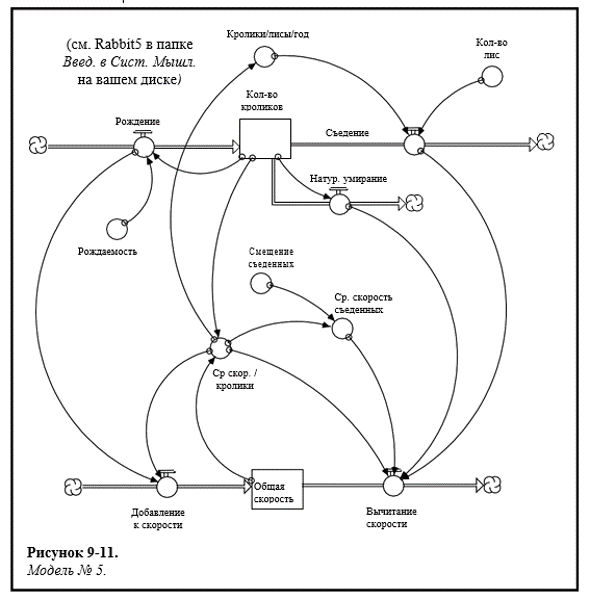 (см. Rabbit5 в папке
Введ. в Сист. Мышл.
на вашем диске)
Кролики/лисы/год
Кол-во
лис
Кол-во
кроликов
Рождение
Съедение
Натур. умирание
Рождаемость
Смещение
съеденных
Ср. скорость
съеденных
Ср скор. /
кролики
Общая
скорость
Добавление
к скорости
Вычитание
скорости
Рисунок 9-11.
Модель № 5.